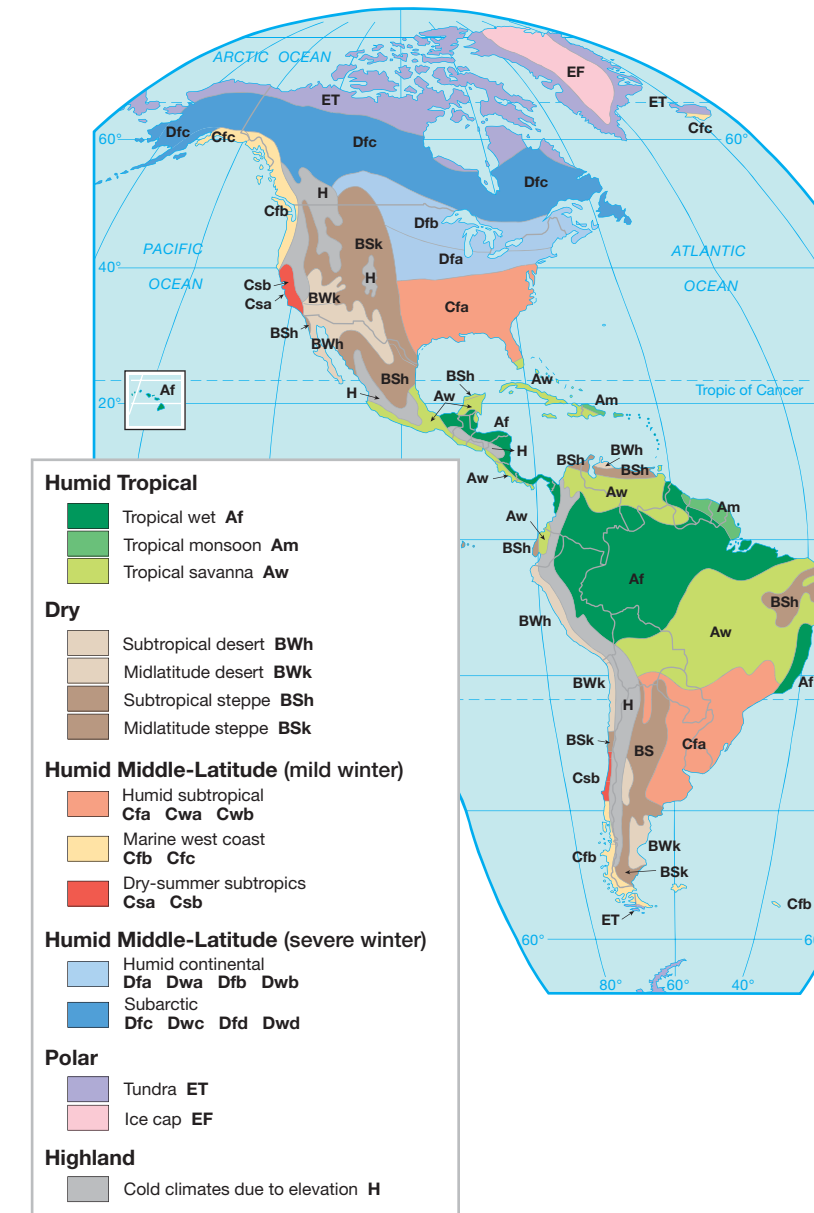 ARCTIC OCEAN
EF
ET
ET
Cfc
60°
Dfc
Cfc
Dfc
60°
Dfc
H
Cfb
Dfb
BSk
PACIFIC
OCEAN
ATLANTIC
OCEAN
Dfa
40°
H
Csb
Csa
BWk
Cfa
BSh
BWh
BSh
BSh
Aw
Tropic of Cancer
Af
H
Aw
Am
20°
Af
H
BWh
BSh
BSh
Aw
Aw
Am
Aw
BSh
Af
BSh
BWh
Aw
BWk
Af
H
BSk
BS
Cfa
Csb
BWk
Cfb
BSk
Cfb
ET
60°
6
80°
60°
40°
Humid Tropical
Tropical wet Af
Tropical monsoon Am
Tropical savanna Aw
Dry
Subtropical desert BWh
Midlatitude desert BWk
Subtropical steppe BSh
Midlatitude steppe BSk
Humid Middle-Latitude (mild winter)
Humid subtropical
Cfa Cwa Cwb
Marine west coast
Cfb Cfc
Dry-summer subtropics
Csa Csb
Humid Middle-Latitude (severe winter)
Humid continental
Dfa Dwa Dfb Dwb
Subarctic
Dfc Dwc Dfd Dwd
Polar
Tundra ET
Ice cap EF
Highland
Cold climates due to elevation H